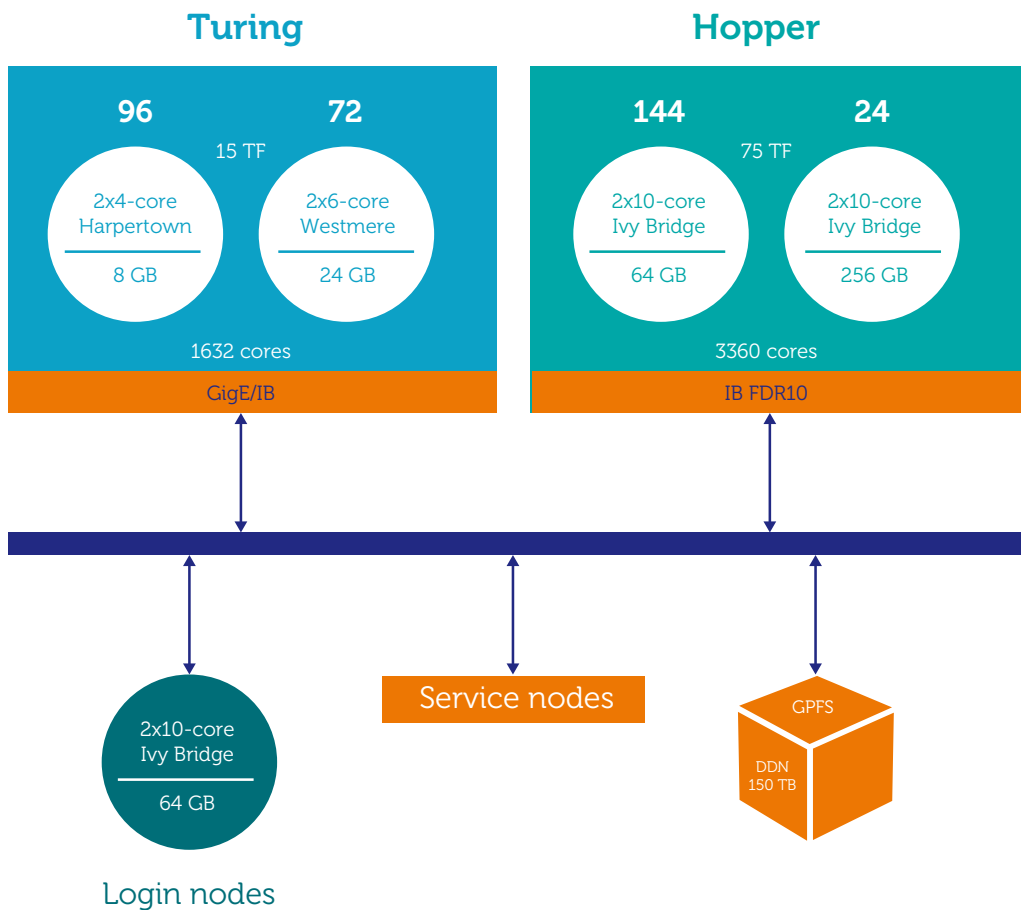 Turing
96
72
15 TF
2x4-core
Harpertown
8 GB
2x6-core
Westmere
24 GB
1632 cores
GigE/IB
Hopper
144
24
75 TF
2x10-core
Ivy Bridge
64 GB
2x10-core
Ivy Bridge
256 GB
3360 cores
IB FDR10
2x10-core
Ivy Bridge
64 GB
Login nodes
Service nodes
GPFS
DDN
150 TB